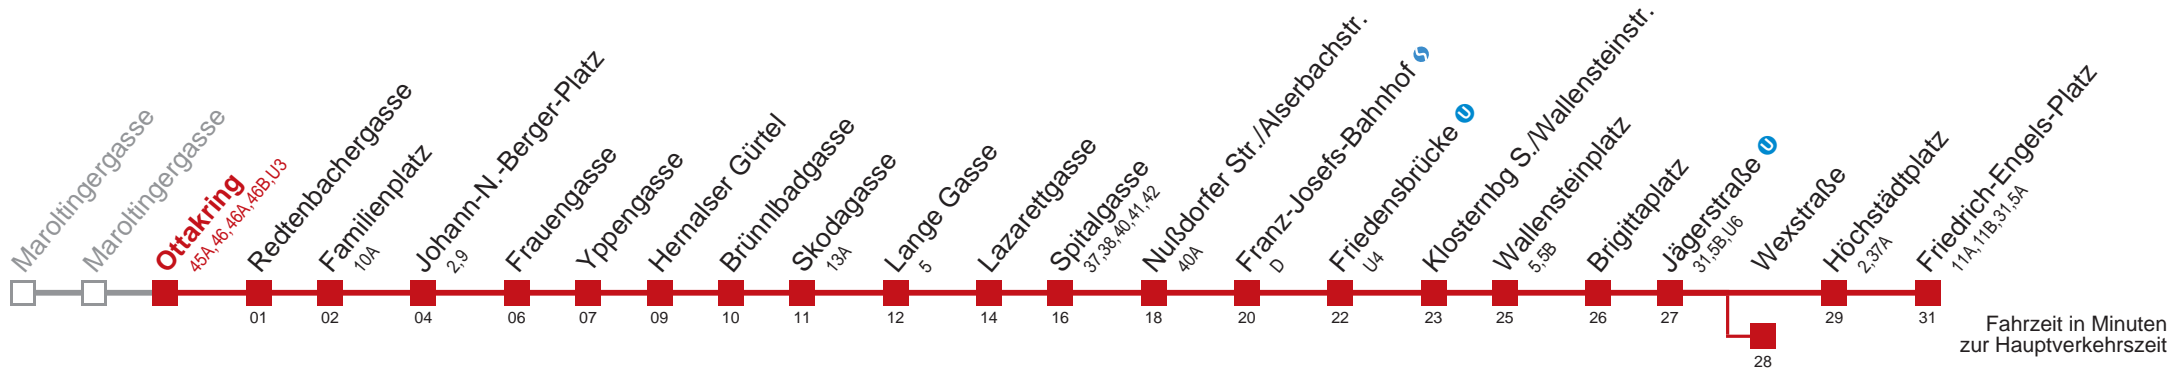 Maroltingergasse
Maroltingergasse
Ottakring
45A,46,46A,46B,U3
Redtenbachergasse
01
Familienplatz
10A
02
Johann-N.-Berger-Platz
2,9
04
Frauengasse
06
Yppengasse
07
Hernalser Gürtel
09
Brünnlbadgasse
10
Skodagasse
13A
11
Lange Gasse
5
12
Lazarettgasse
14
Spitalgasse
37,38,40,41,42
16
Nußdorfer Str./Alserbachstr.
40A
18
Franz-Josefs-Bahnhof
D
20
Friedensbrücke U
U4
22
Klosternbg S./Wallensteinstr.
23
Wallensteinplatz
5,5B
25
Brigittaplatz
26
Jägerstraße U
31,5B,U6
27
Wexstraße
28
Höchstädtplatz
2,37A
29
Friedrich-Engels-Platz
11A,11B,31,5A
31
Fahrzeit in Minuten
zur Hauptverkehrszeit